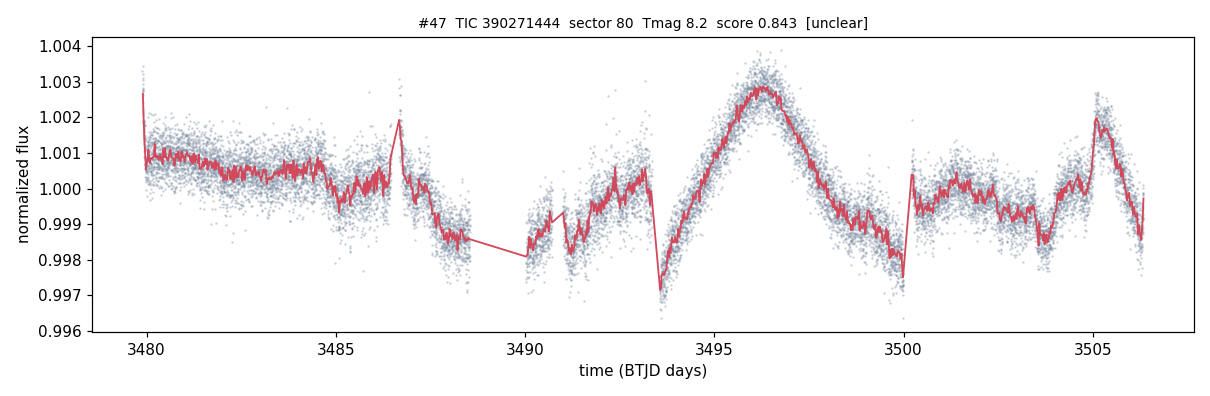 #47 TIC 390271444 sector 80 Tmag 8.2 score 0.843 [unclear]
normalized flux
1.004
1.003
1.002
1.001
1.000
0.999
0.998
0.997
0.996
3480 3485 3490 3495 3500 3505
time (BTJD days)